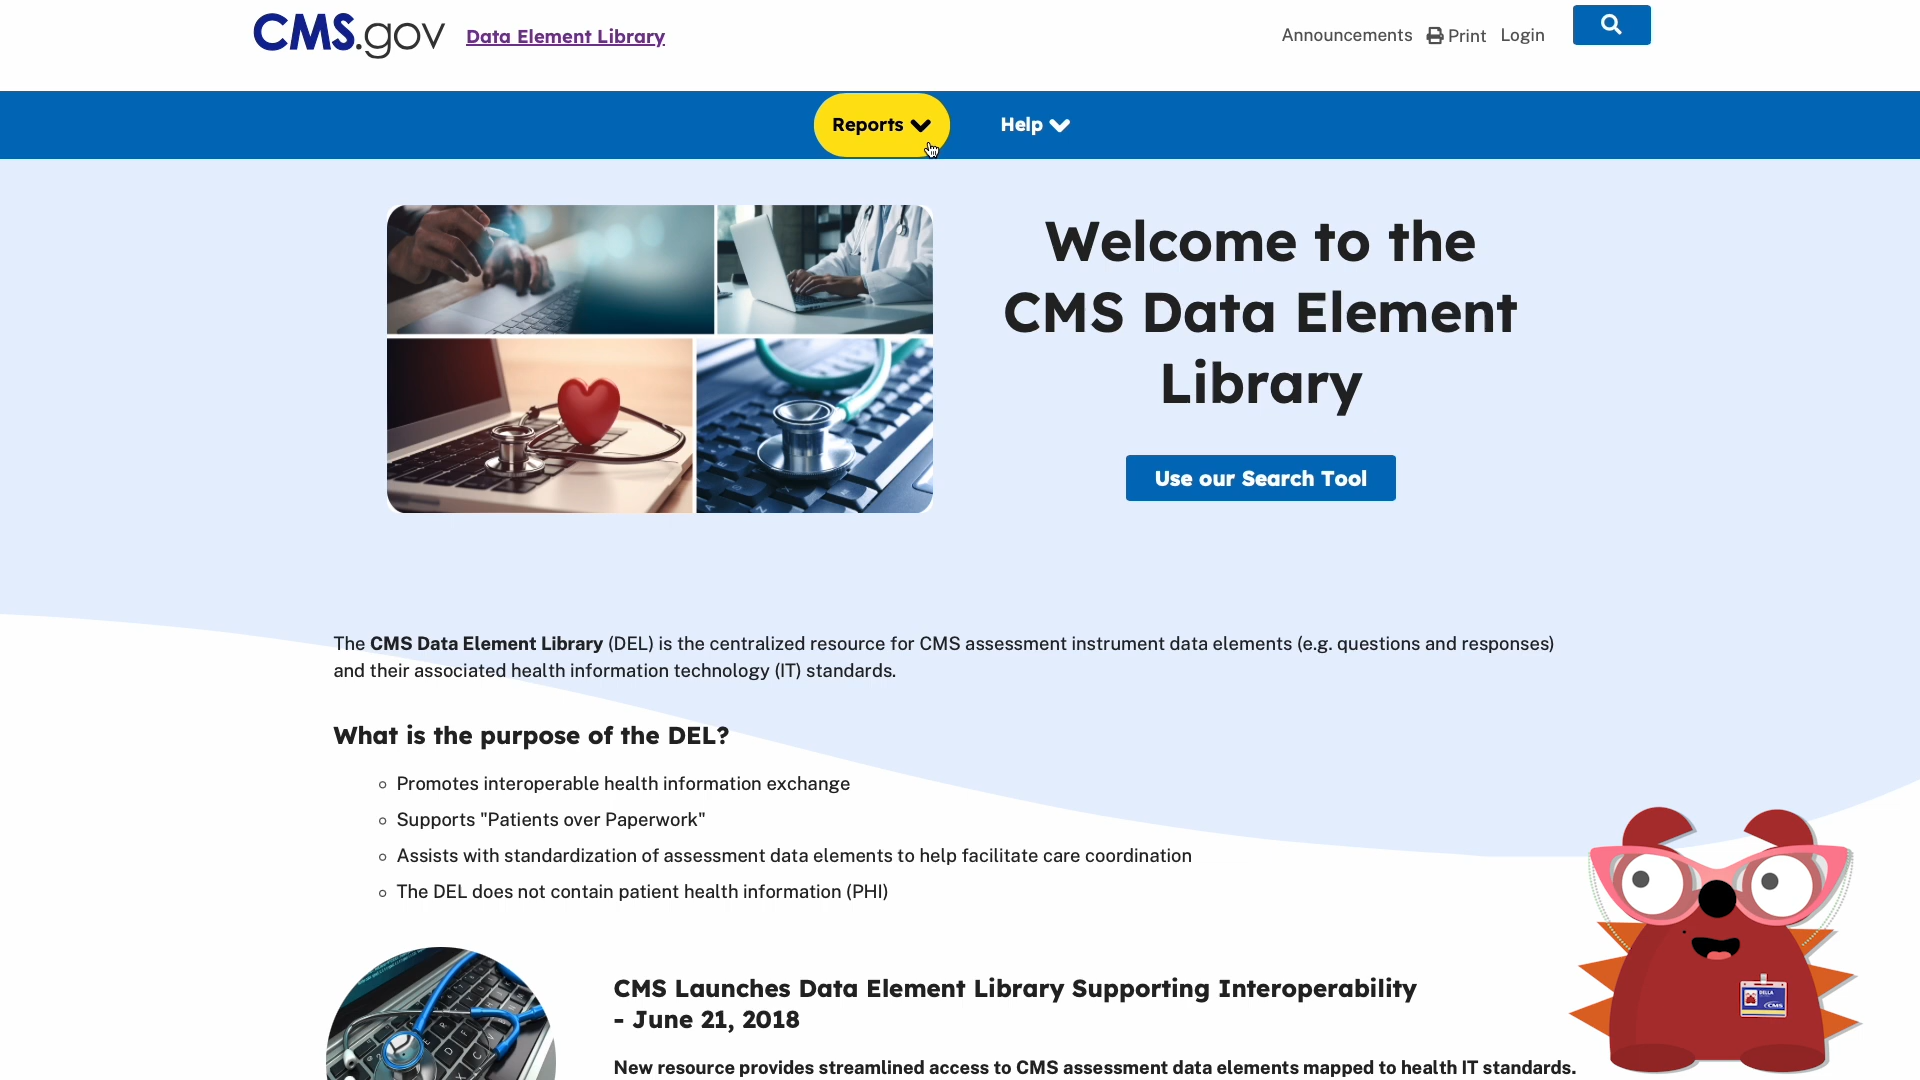 CMS.gov Data Element Library
Announcements Print Login
Reports Help
Welcome to the
CMS Data Element
Library
Use our Search Tool
The CMS Data Element Library (DEL) is the centralized resource for CMS assessment instrument data elements (e.g. questions and responses)
and their associated health information technology (IT) standards.
What is the purpose of the DEL?
Promotes interoperable health information exchange
Supports "Patients over Paperwork"
Assists with standardization of assessment data elements to help facilitate care coordination
The DEL does not contain patient health information (PHI)
CMS Launches Data Element Library Supporting Interoperability
- June 21, 2018
New resource provides streamlined access to CMS assessment data elements mapped to health IT standards.
DELLA
CMS